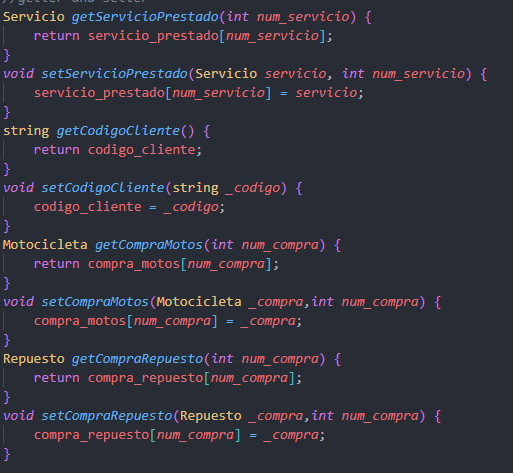 //getter and setter
Servicio getServicioPrestado(int num_servicio) {
    return servicio_prestado[num_servicio];
}
void setServicioPrestado(Servicio servicio, int num_servicio) {
    servicio_prestado[num_servicio] = servicio;
}
string getCodigoCliente() {
    return codigo_cliente;
}
void setCodigoCliente(string _codigo) {
    codigo_cliente = _codigo;
}
Motocicleta getCompraMotos(int num_compra) {
    return compra_motos[num_compra];
}
void setCompraMotos(Motocicleta _compra,int num_compra) {
    compra_motos[num_compra] = _compra;
}
Repuesto getCompraRepuesto(int num_compra) {
    return compra_repuesto[num_compra];
}
void setCompraRepuesto(Repuesto _compra,int num_compra) {
    compra_repuesto[num_compra] = _compra;
}